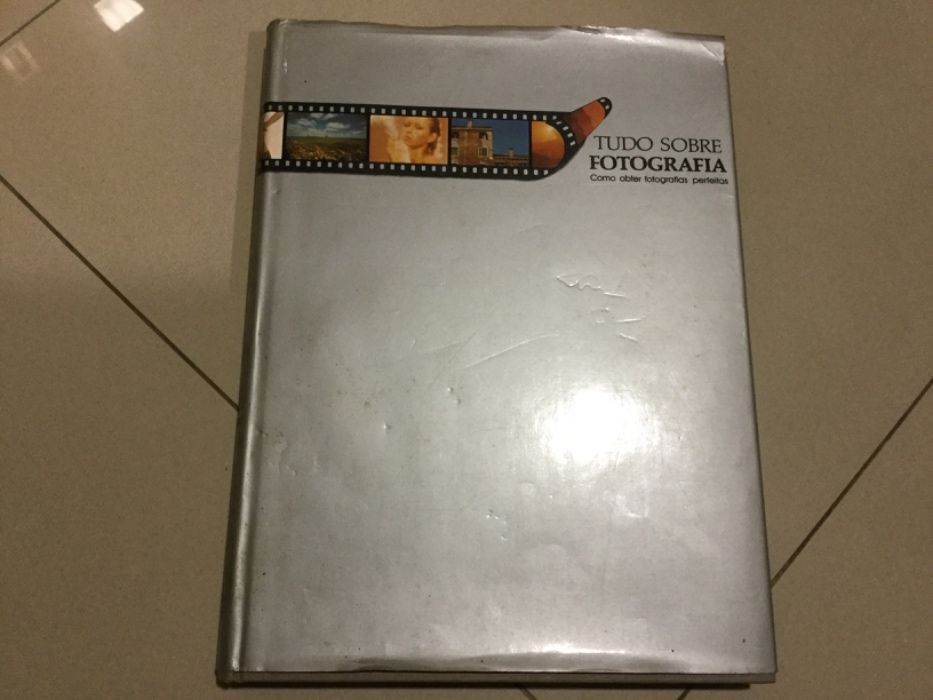 TUDO SOBRE
FOTOGRAFIA
Como obter fotografias perfeitas